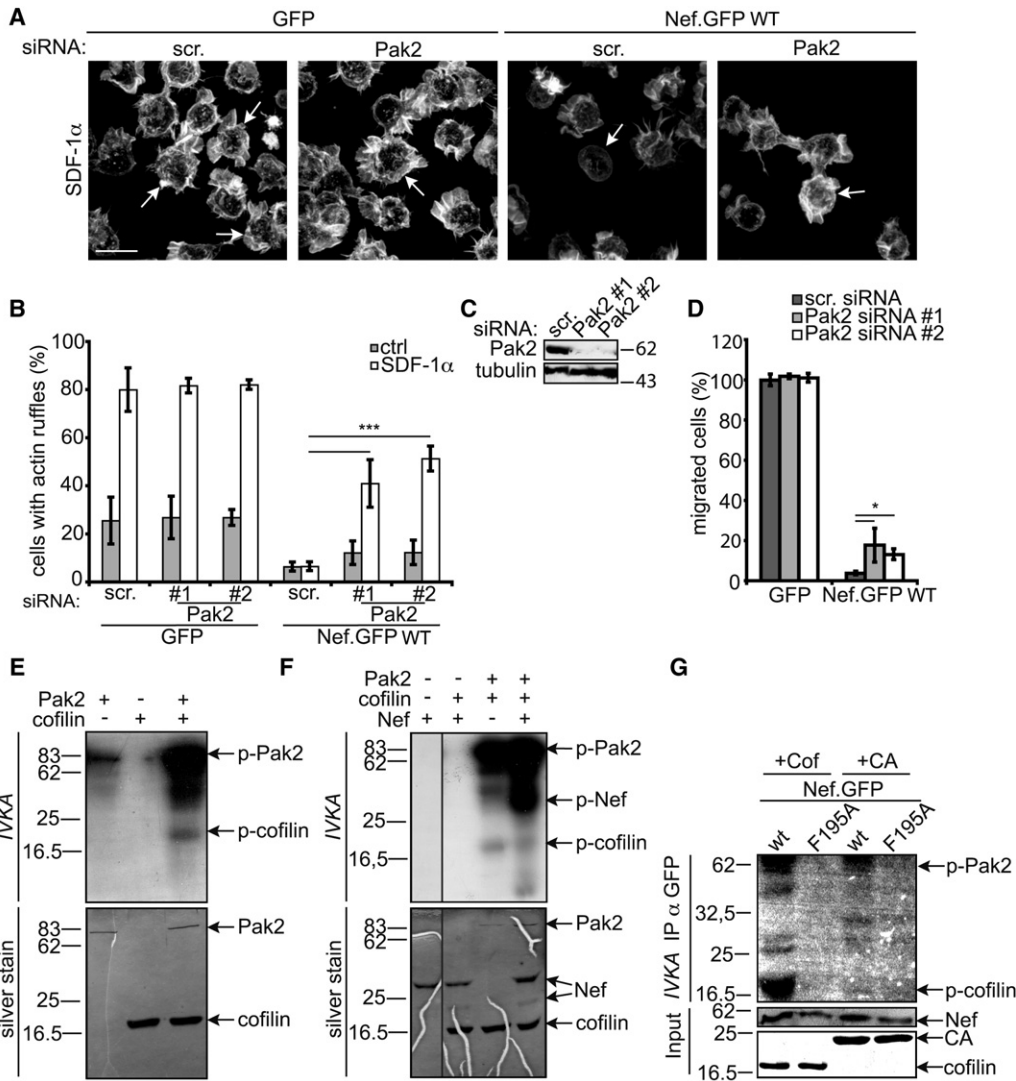 A
GFP
Nef.GFP WT
siRNA:
scr.
Pak2
scr.
Pak2
SDF-1α
B
cells with actin ruffles (%)
100
80
60
40
20
0
ctrl
SDF-1α
***
siRNA:
scr.
#1
#2
scr.
#1
#2
Pak2
Pak2
GFP
Nef.GFP WT
C
siRNA:
scr.
Pak2 #1
Pak2 #2
Pak2
62
tubulin
43
D
scr. siRNA
Pak2 siRNA #1
Pak2 siRNA #2
migrated cells (%)
120
100
80
60
40
20
0
*
GFP
Nef.GFP WT
E
Pak2 + - +
cofilin - + +
IVKA
83
62
25
16.5
p-Pak2
p-cofilin
silver stain
83
62
25
16.5
Pak2
cofilin
F
Pak2 - - + +
cofilin - + + +
Nef + + - +
IVKA
83
62
25
16,5
p-Pak2
p-Nef
p-cofilin
silver stain
83
62
25
16.5
Pak2
Nef
cofilin
G
+Cof
+CA
Nef.GFP
wt
F195A
wt
F195A
IVKA IP α GFP
62
32,5
25
16.5
p-Pak2
p-cofilin
Input
62
25
16.5
Nef
CA
cofilin